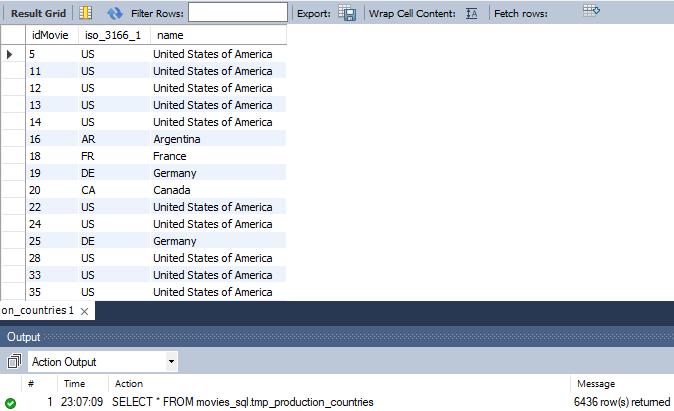 Result Grid Filter Rows: Export: Wrap Cell Content: Fetch rows:
idMovie iso_3166_1 name
5 US United States of America
11 US United States of America
12 US United States of America
13 US United States of America
14 US United States of America
16 AR Argentina
18 FR France
19 DE Germany
20 CA Canada
22 US United States of America
24 US United States of America
25 DE Germany
28 US United States of America
33 US United States of America
35 US United States of America
on_countries 1
Output
Action Output
# Time Action Message
1 23:07:09 SELECT * FROM movies_sql.tmp_production_countries 6436 row(s) returned